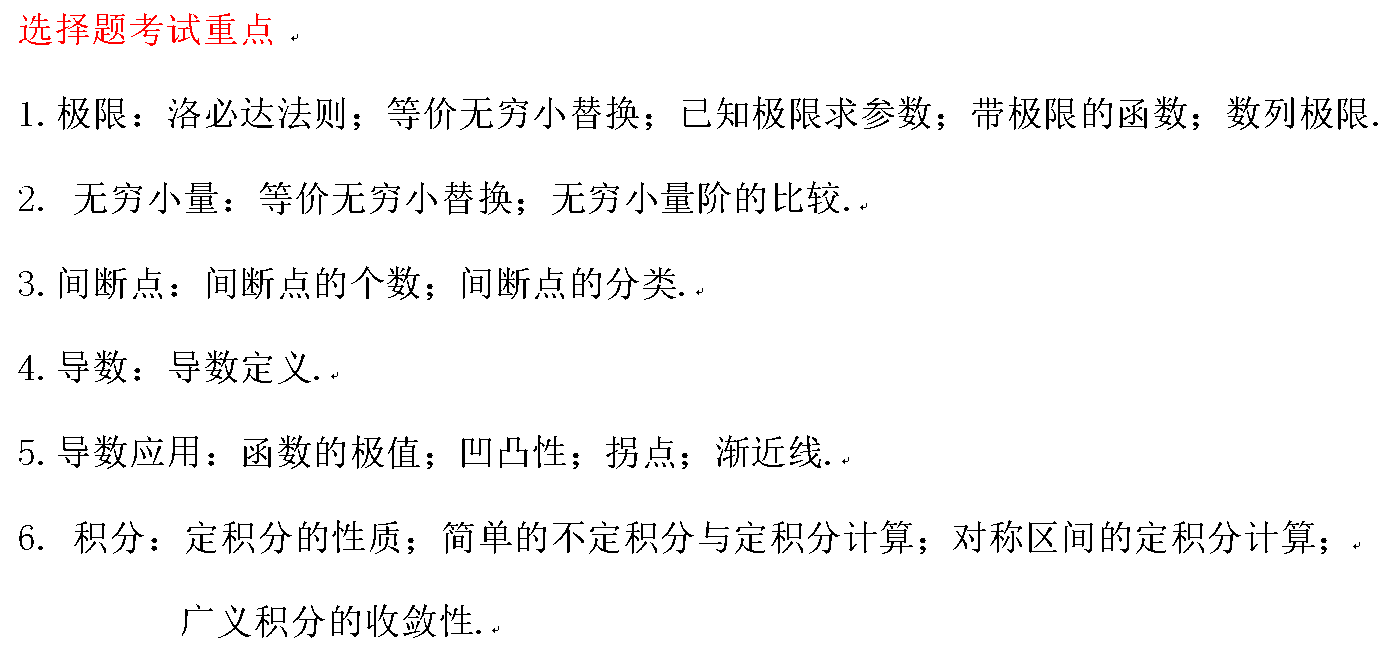 选择题考试重点
1. 极限：洛必达法则；等价无穷小替换；已知极限求参数；带极限的函数；数列极限.
2. 无穷小量：等价无穷小替换；无穷小量阶的比较.
3. 间断点：间断点的个数；间断点的分类.
4. 导数：导数定义.
5. 导数应用：函数的极值；凹凸性；拐点；渐近线.
6. 积分：定积分的性质；简单的不定积分与定积分计算；对称区间的定积分计算；
广义积分的收敛性.